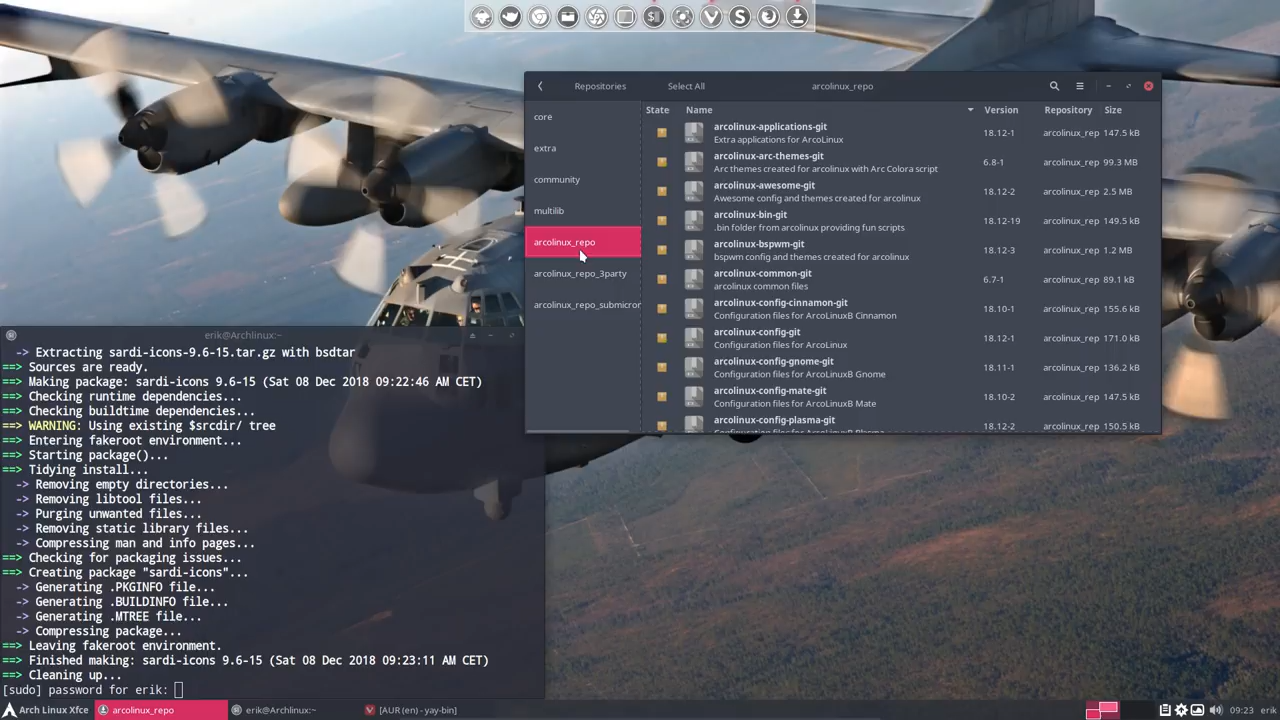 Repositories Select All arcolinux_repo
core
extra
community
multilib
arcolinux_repo
arcolinux_repo_3party
arcolinux_repo_submicron
State Name Version Repository Size
arcolinux-applications-git
Extra applications for ArcoLinux
18.12-1 arcolinux_rep 147.5 kB
arcolinux-arc-themes-git
Arc themes created for arcolinux with Arc Colora script
6.8-1 arcolinux_rep 99.3 MB
arcolinux-awesome-git
Awesome config and themes created for arcolinux
18.12-2 arcolinux_rep 2.5 MB
arcolinux-bin-git
.bin folder from arcolinux providing fun scripts
18.12-19 arcolinux_rep 149.5 kB
arcolinux-bspwm-git
bspwm config and themes created for arcolinux
18.12-3 arcolinux_rep 1.2 MB
arcolinux-common-git
arcolinux common files
6.7-1 arcolinux_rep 89.1 kB
arcolinux-config-cinnamon-git
Configuration files for ArcoLinuxB Cinnamon
18.10-1 arcolinux_rep 155.6 kB
arcolinux-config-git
Configuration files for ArcoLinux
18.12-1 arcolinux_rep 171.0 kB
arcolinux-config-gnome-git
Configuration files for ArcoLinuxB Gnome
18.11-1 arcolinux_rep 136.2 kB
arcolinux-config-mate-git
Configuration files for ArcoLinuxB Mate
18.10-2 arcolinux_rep 147.5 kB
arcolinux-config-plasma-git
Configuration files for ArcoLinuxB Plasma
18.12-2 arcolinux_rep 150.5 kB
erik@Archlinux:~
-> Extracting sardi-icons-9.6-15.tar.gz with bsdtar
==> Sources are ready.
==> Making package: sardi-icons 9.6-15 (Sat 08 Dec 2018 09:22:46 AM CET)
==> Checking runtime dependencies...
==> Checking buildtime dependencies...
==> WARNING: Using existing $srcdir/ tree
==> Entering fakeroot environment...
==> Starting package()...
==> Tidying install...
-> Removing empty directories...
-> Removing libtool files...
-> Purging unwanted files...
-> Removing static library files...
-> Compressing man and info pages...
==> Checking for packaging issues...
==> Creating package "sardi-icons"...
-> Generating .PKGINFO file...
-> Generating .BUILDINFO file...
-> Generating .MTREE file...
-> Compressing package...
==> Leaving fakeroot environment.
==> Finished making: sardi-icons 9.6-15 (Sat 08 Dec 2018 09:23:11 AM CET)
==> Cleaning up...
[sudo] password for erik:
Arch Linux Xfce arcolinux_repo erik@Archlinux:~ [AUR (en) - yay-bin] 09:23 erik